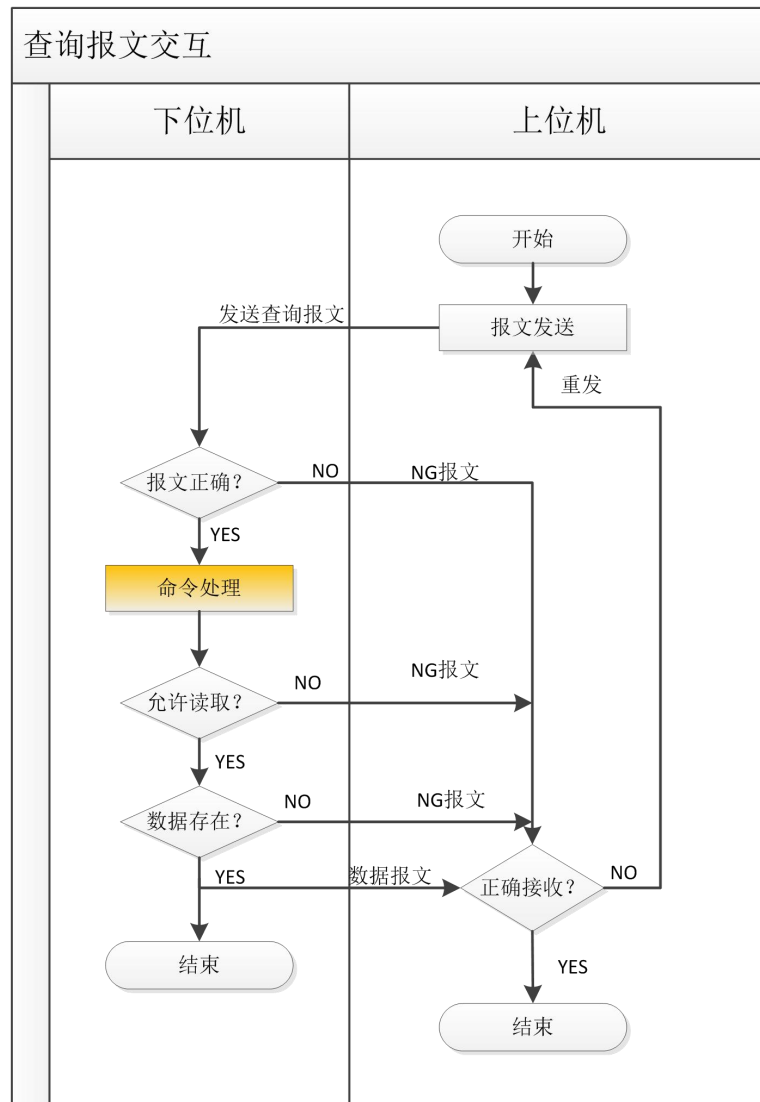 查询报文交互
下位机
上位机
开始
发送查询报文
报文发送
重发
报文正确？
NO
NG报文
YES
命令处理
允许读取？
NO
NG报文
YES
数据存在？
NO
NG报文
YES
数据报文
正确接收？
NO
结束
YES
结束